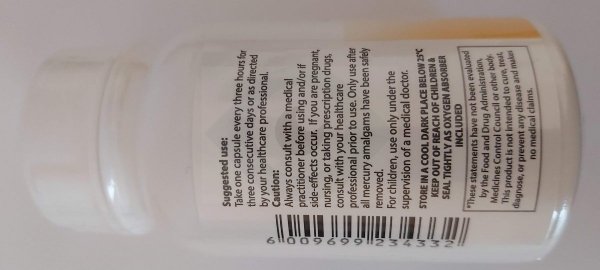 Suggested use:
Take one capsule every three hours for
three consecutive days or as directed
by your healthcare professional.
Caution:
Always consult with a medical
practitioner before using and/or if
side-effects occur. If you are pregnant,
nursing, or taking prescription drugs,
consult with your healthcare
professional prior to use. Only use after
all mercury amalgams have been safely
removed.
For children, use only under the
supervision of a medical doctor.
STORE IN A COOL DARK PLACE BELOW 25°C
KEEP OUT OF REACH OF CHILDREN &
SEAL TIGHTLY AS OXYGEN ABSORBER
INCLUDED
*These statements have not been evaluated
by the Food and Drug Administration,
Medicines Control Council or other body.
This product is not intended to cure, treat,
diagnose, or prevent any disease and makes
no medical claims.
6 009699 234332